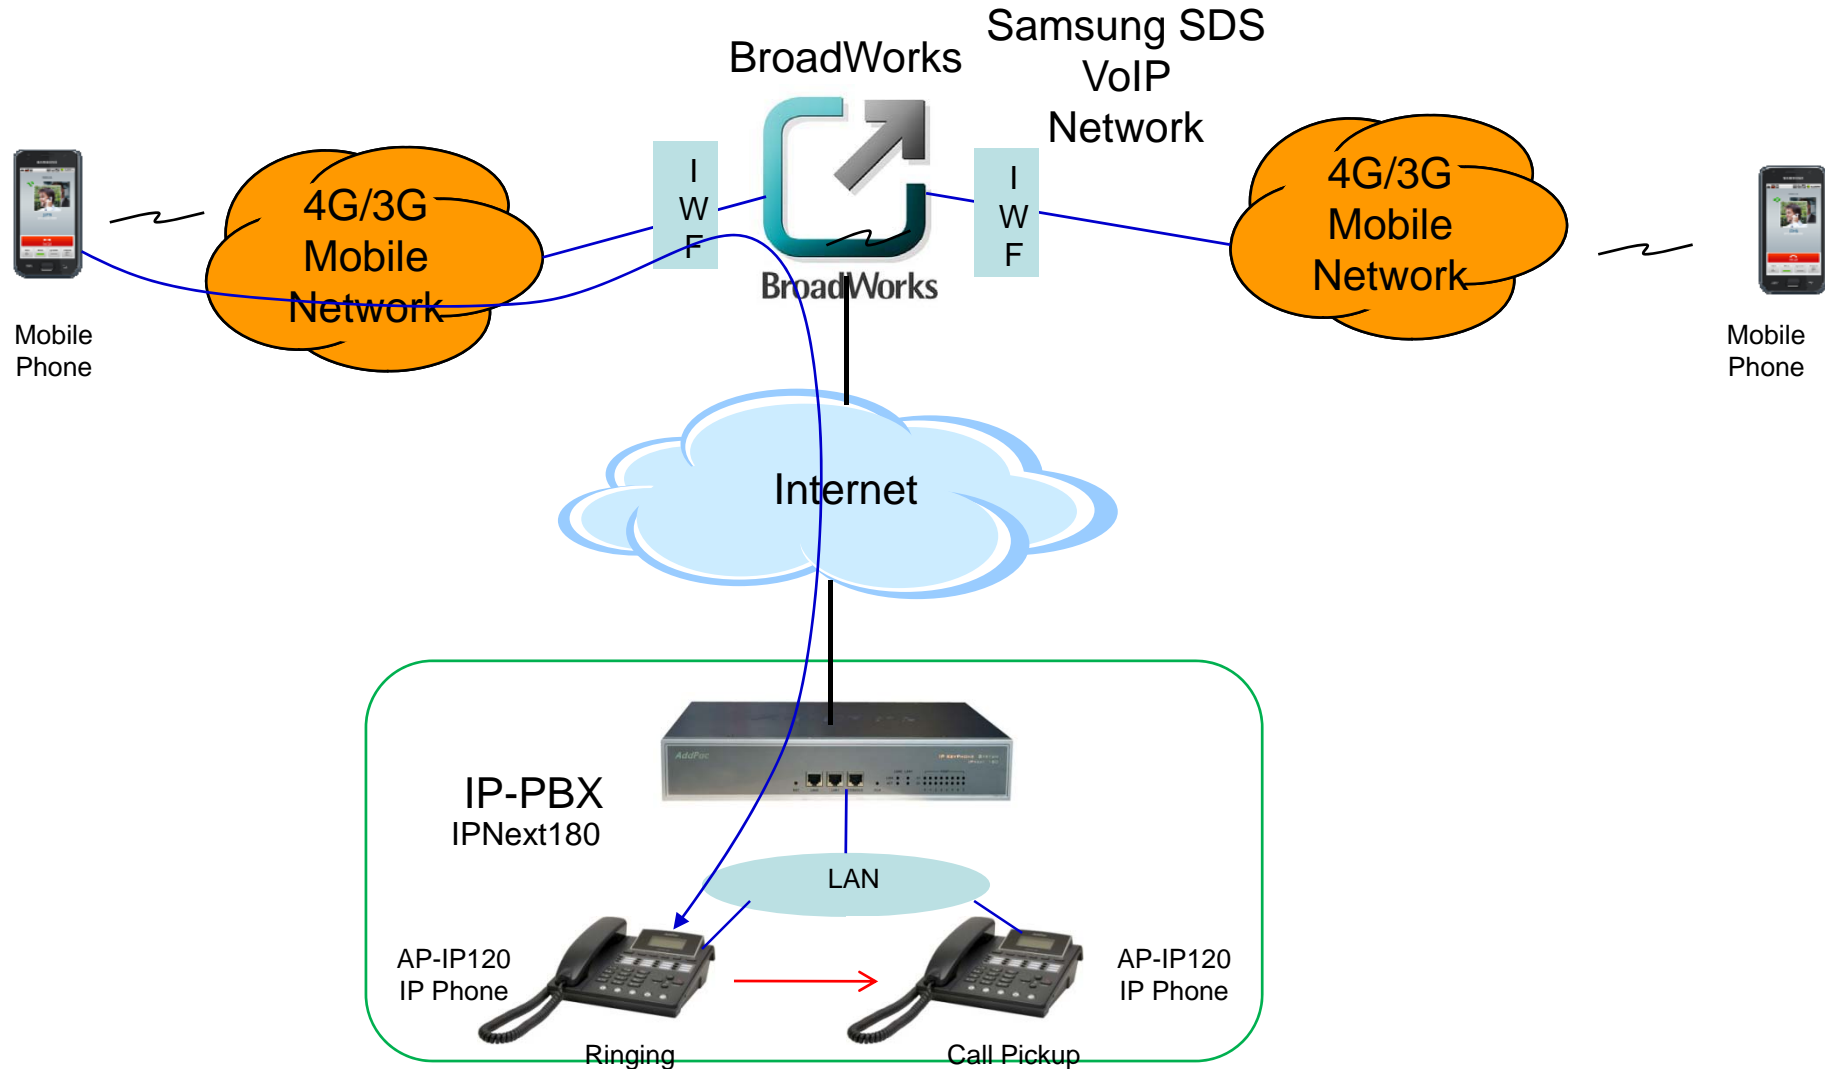 Samsung SDS
VoIP
Network
BroadWorks
I
W
F
I
W
F
4G/3G
Mobile
Network
4G/3G
Mobile
Network
BroadWorks
Mobile
Phone
Mobile
Phone
Internet
AddPac
IP-PBX
IPNext180
LAN
AP-IP120
IP Phone
AP-IP120
IP Phone
Ringing
Call Pickup